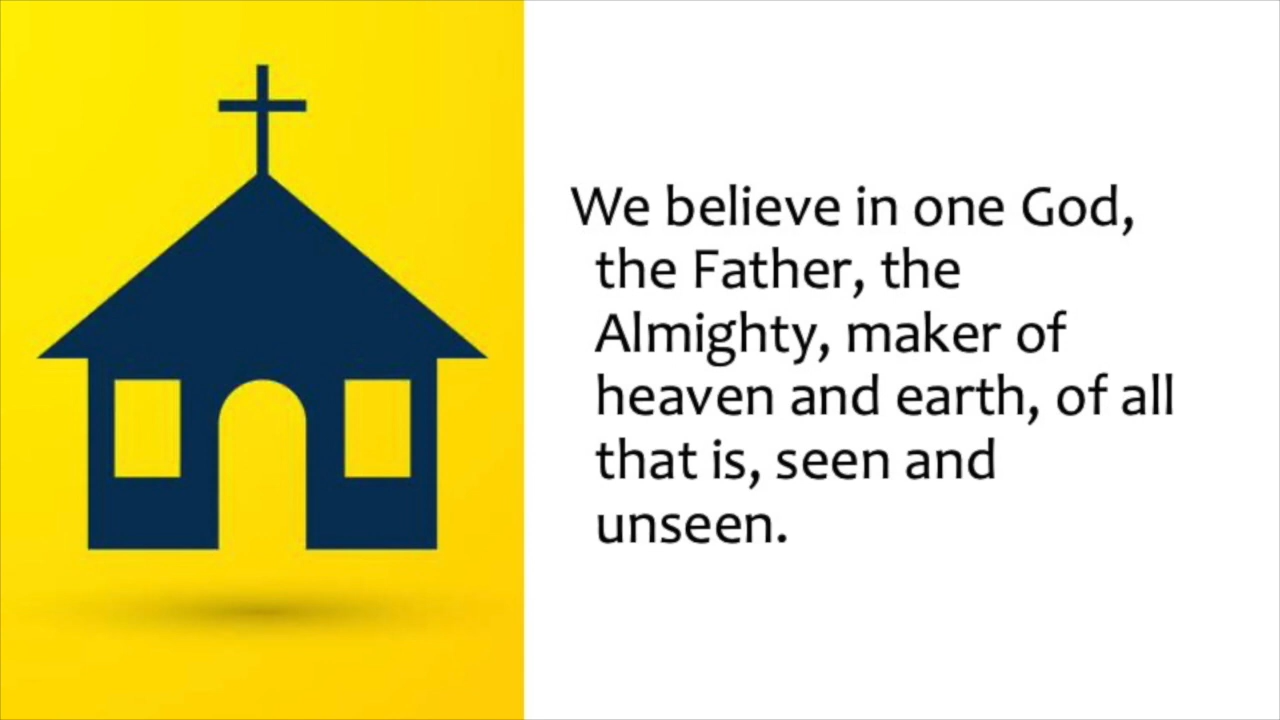 We believe in one God,
the Father, the
Almighty, maker of
heaven and earth, of all
that is, seen and
unseen.